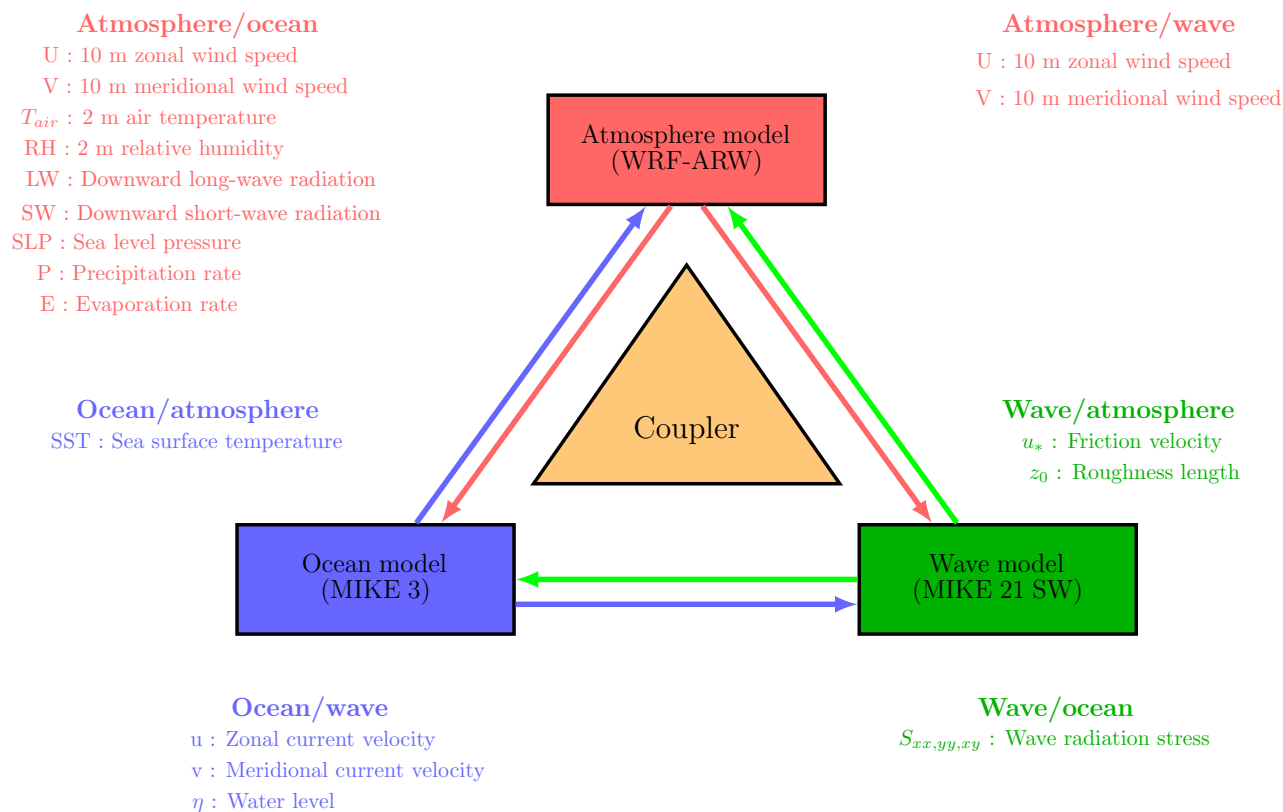 Atmosphere/ocean
U : 10 m zonal wind speed
V : 10 m meridional wind speed
T_air : 2 m air temperature
RH : 2 m relative humidity
LW : Downward long-wave radiation
SW : Downward short-wave radiation
SLP : Sea level pressure
P : Precipitation rate
E : Evaporation rate
Atmosphere/wave
U : 10 m zonal wind speed
V : 10 m meridional wind speed
Atmosphere model
(WRF-ARW)
Ocean/atmosphere
SST : Sea surface temperature
Coupler
Wave/atmosphere
u_* : Friction velocity
z_0 : Roughness length
Ocean model
(MIKE 3)
Wave model
(MIKE 21 SW)
Ocean/wave
u : Zonal current velocity
v : Meridional current velocity
η : Water level
Wave/ocean
S_xx,yy,xy : Wave radiation stress